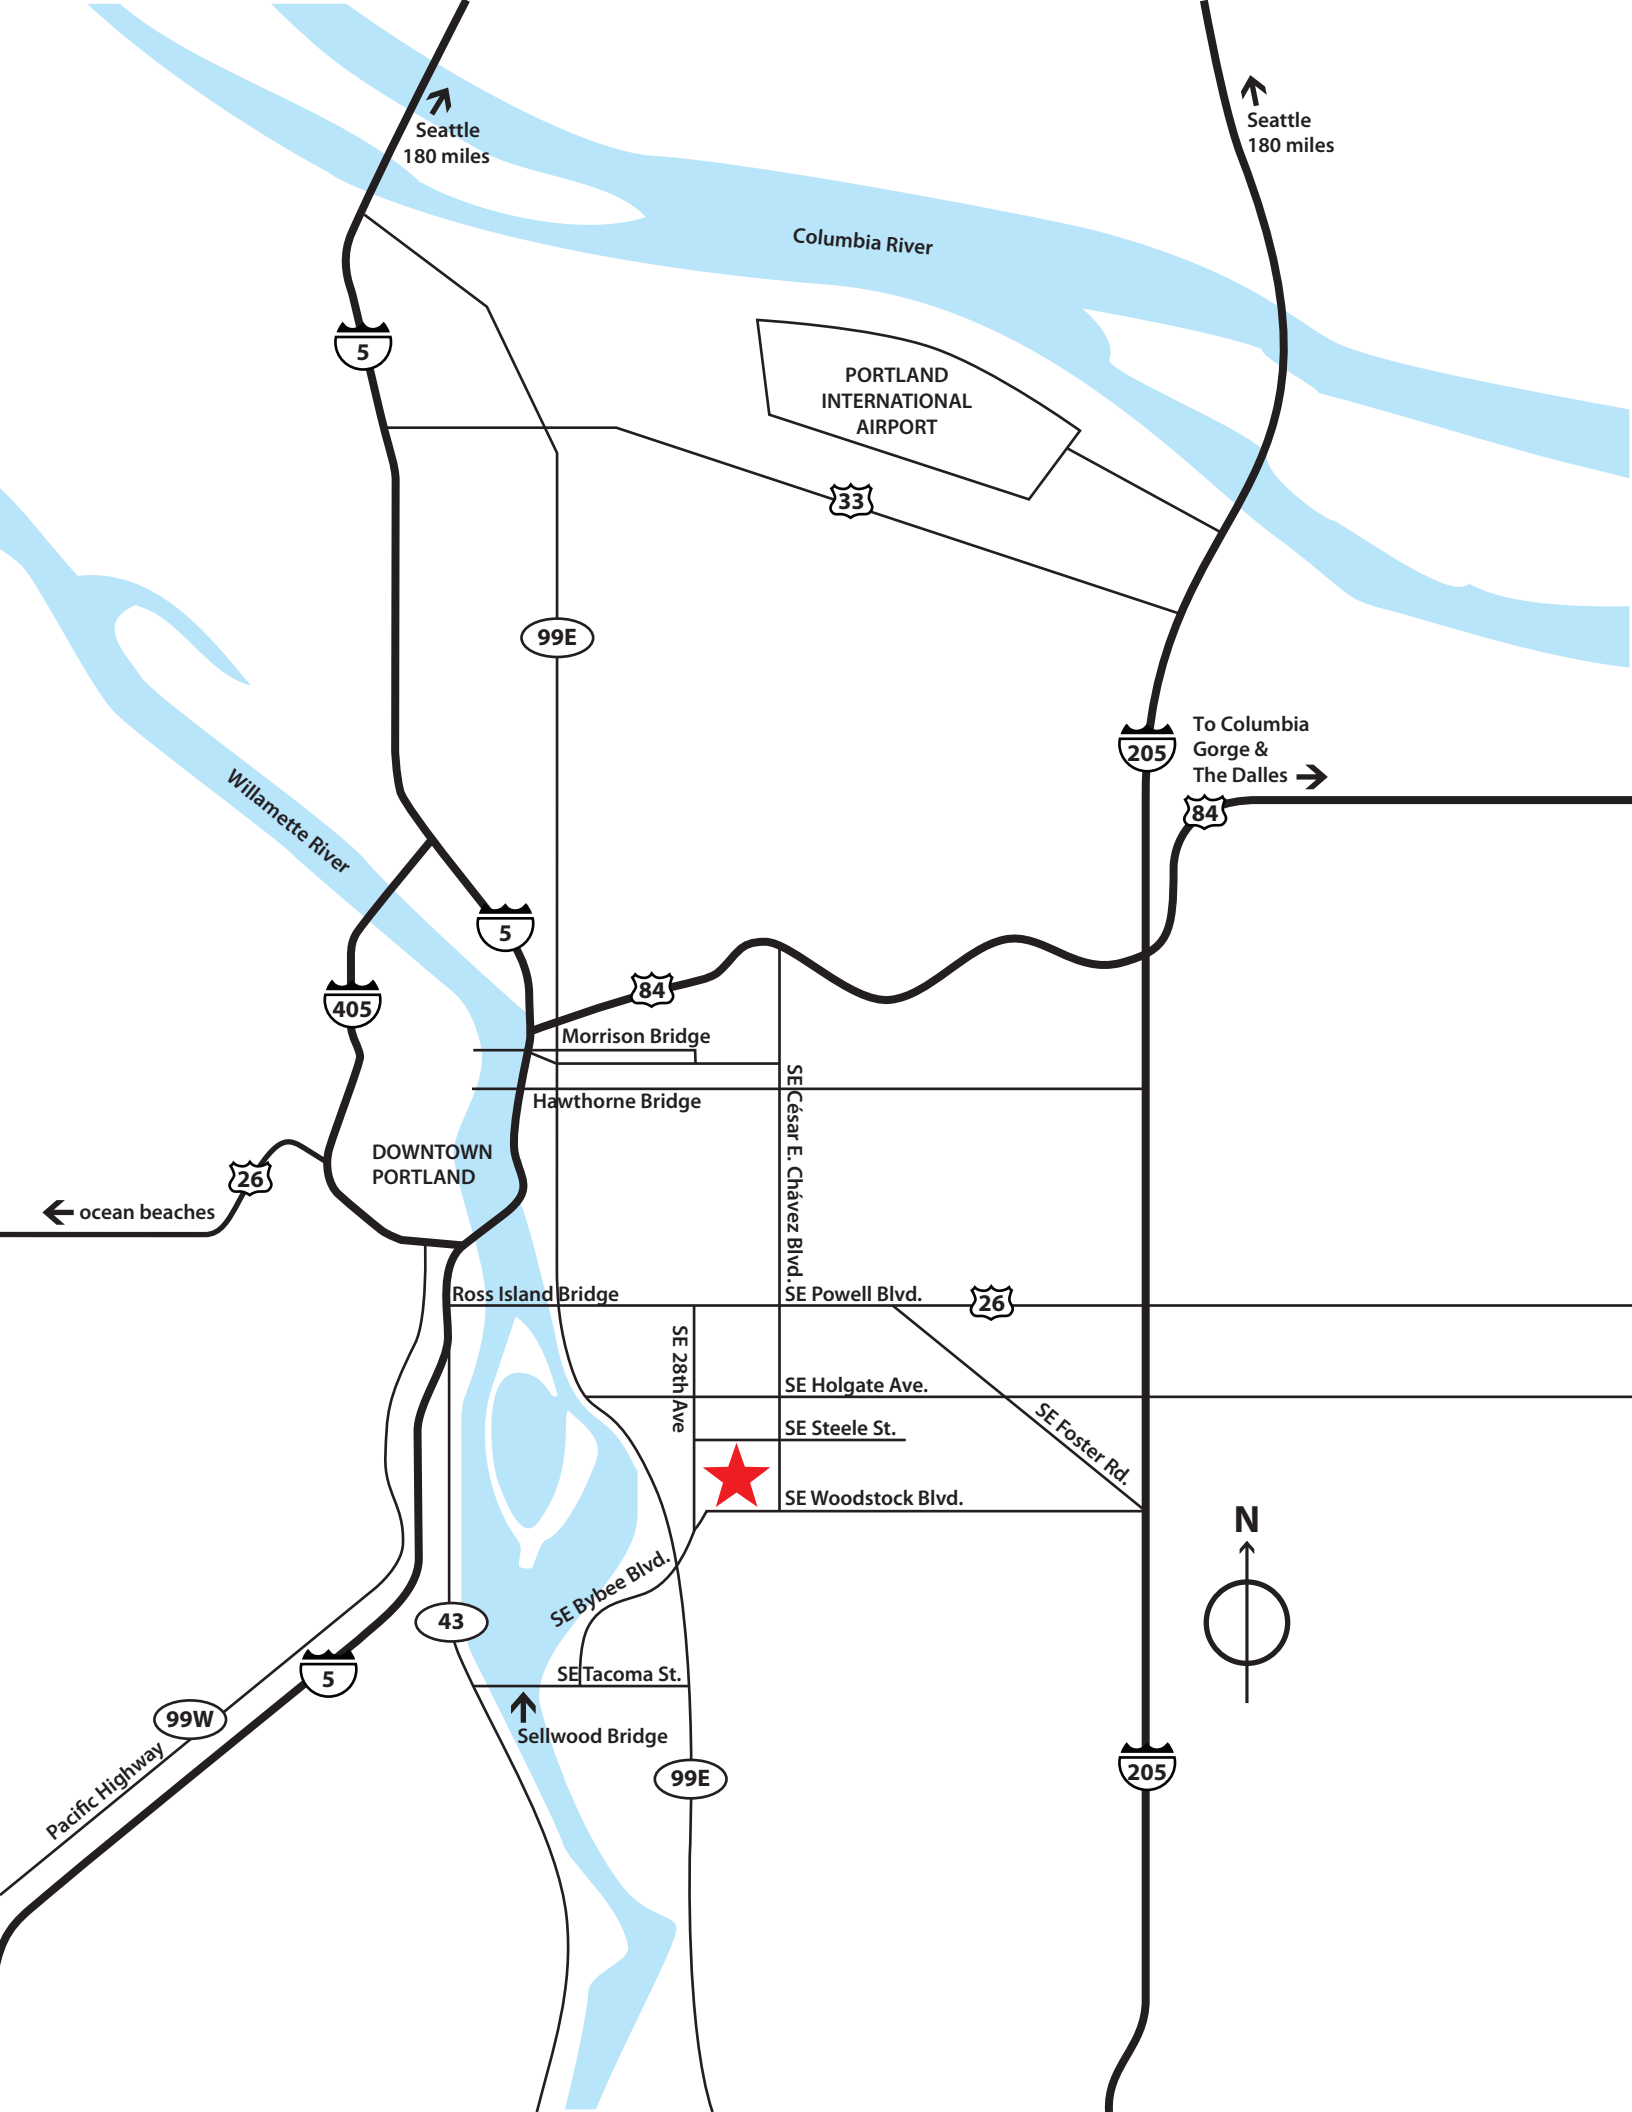 Seattle
180 miles
Seattle
180 miles
Columbia River
5
PORTLAND
INTERNATIONAL
AIRPORT
33
99E
205
To Columbia
Gorge &
The Dalles
84
Willamette River
5
84
405
Morrison Bridge
Hawthorne Bridge
SE César E. Chávez Blvd.
DOWNTOWN
PORTLAND
26
ocean beaches
Ross Island Bridge
SE Powell Blvd.
26
SE 28th Ave
SE Holgate Ave.
SE Steele St.
SE Foster Rd.
SE Woodstock Blvd.
N
SE Bybee Blvd.
43
5
SE Tacoma St.
99W
Sellwood Bridge
Pacific Highway
99E
205